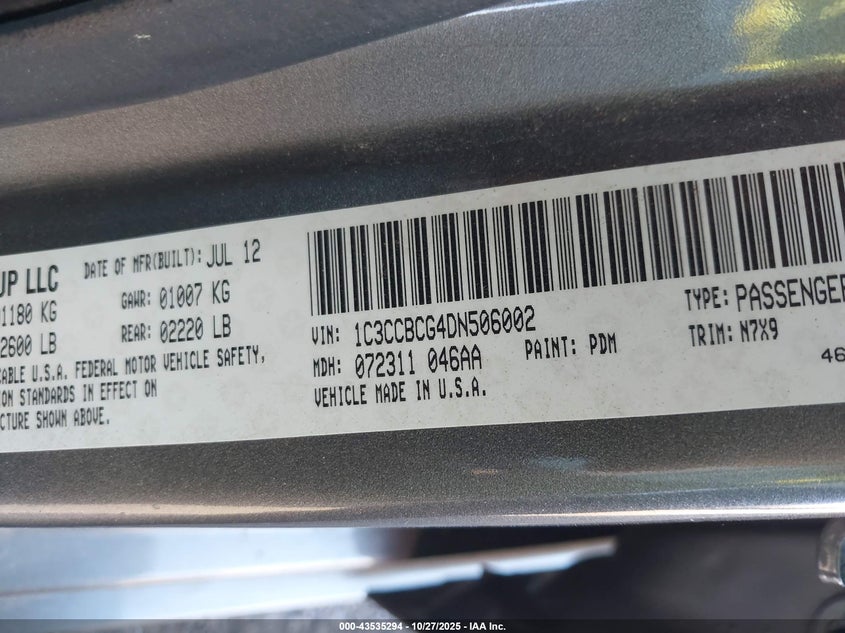 UP LLC
DATE OF MFR(BUILT): JUL 12
1180 KG
GAWR: 01007 KG
2600 LB
REAR: 02220 LB
CABLE U.S.A. FEDERAL MOTOR VEHICLE SAFETY,
ON STANDARDS IN EFFECT ON
CTURE SHOWN ABOVE.
VIN: 1C3CCBCG4DN506002
TYPE: PASSENGER
MDH: 072311 046AA
PAINT: PDM
TRIM: N7X9
VEHICLE MADE IN U.S.A.
46
000-43535294 - 10/27/2025 - IAA Inc.